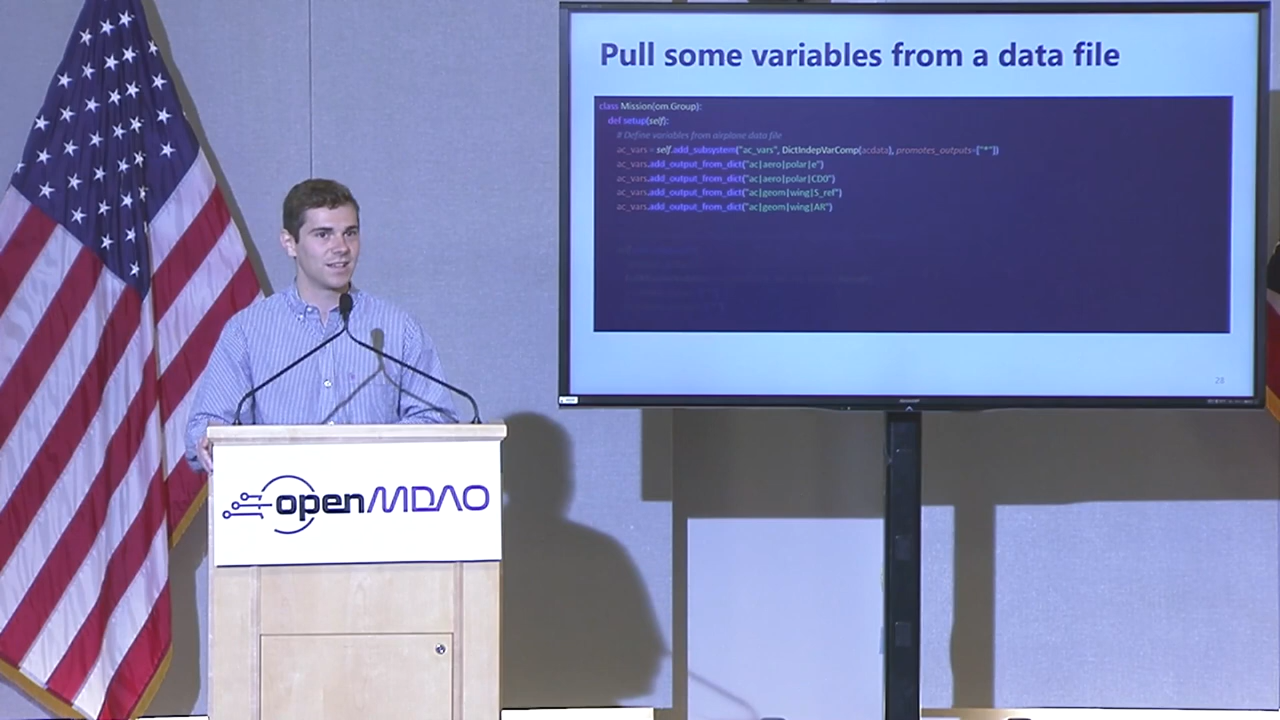 Pull some variables from a data file
class Mission(om.Group):
def setup(self):
# Define variables from airplane data file
ac_vars = self.add_subsystem("ac_vars", DictIndepVarComp(acdata), promotes_outputs=["*"])
ac_vars.add_output_from_dict("ac|aero|polar|e")
ac_vars.add_output_from_dict("ac|aero|polar|CD0")
ac_vars.add_output_from_dict("ac|geom|wing|S_ref")
ac_vars.add_output_from_dict("ac|geom|wing|AR")
28
openMDAO